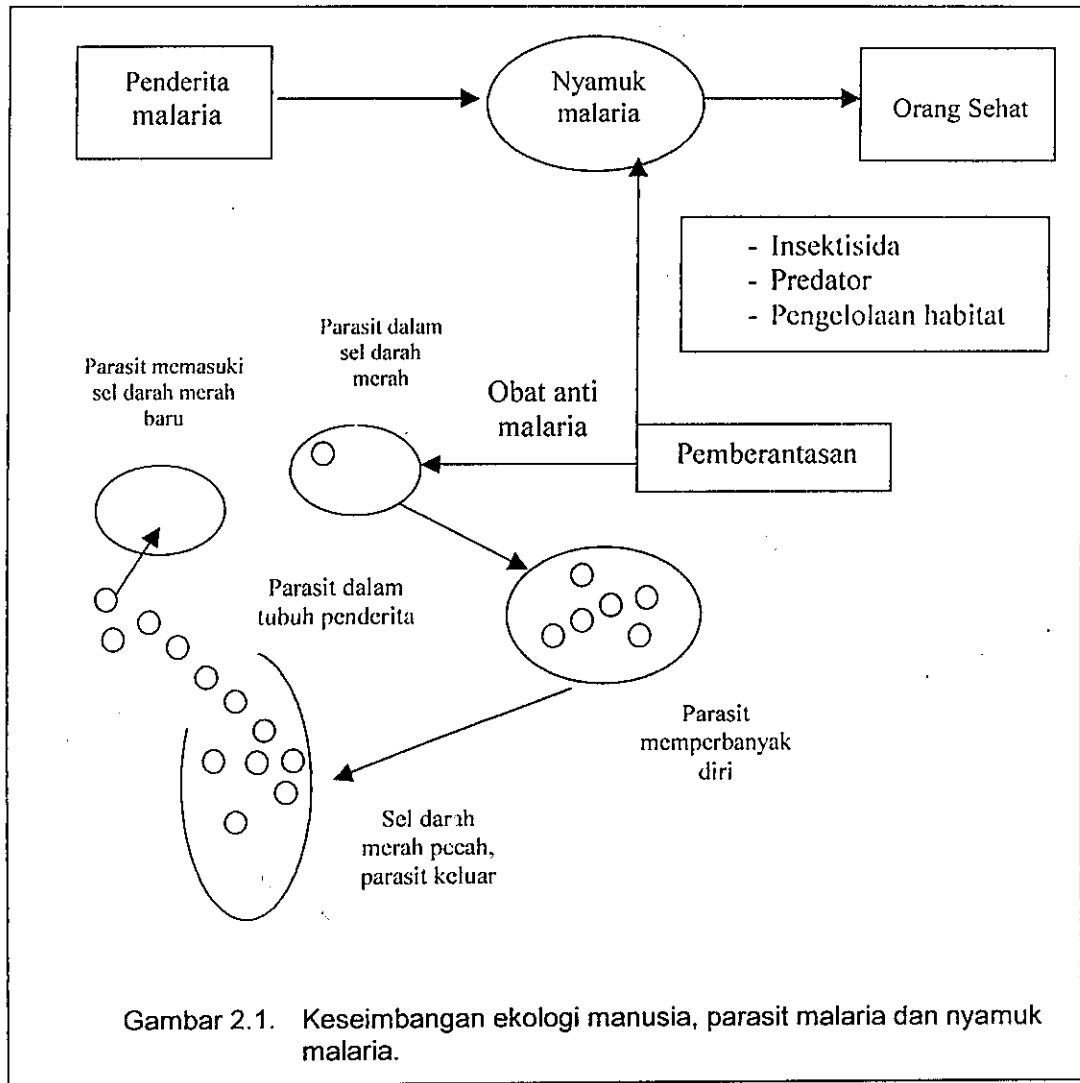 Penderita
malaria
Nyamuk
malaria
Orang Sehat
- Insektisida
- Predator
- Pengelolaan habitat
Parasit dalam
sel darah
merah
Parasit memasuki
sel darah merah
baru
Obat anti
malaria
Pemberantasan
Parasit dalam
tubuh penderita
Parasit
memperbanyak
diri
Sel darah
merah pecah,
parasit keluar
Gambar 2.1. Keseimbangan ekologi manusia, parasit malaria dan nyamuk
malaria.